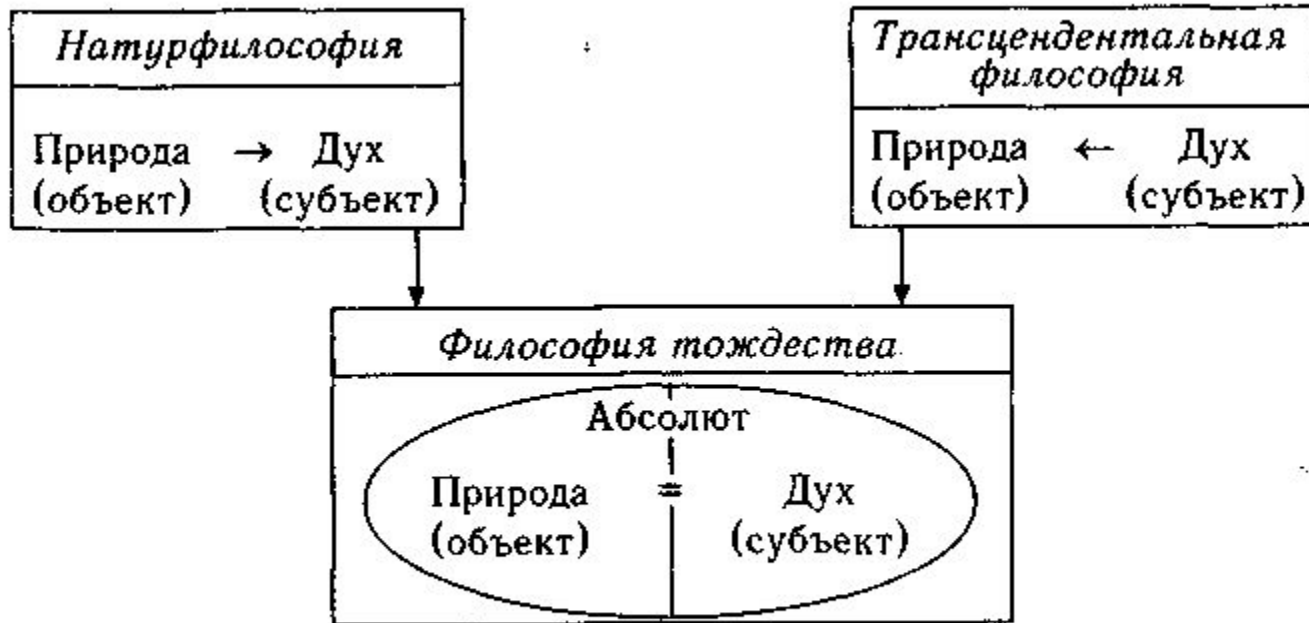 Натурфилософия
Природа → Дух
(объект) (субъект)
Трансцендентальная
философия
Природа ← Дух
(объект) (субъект)
Философия тождества
Абсолют
Природа = Дух
(объект) (субъект)